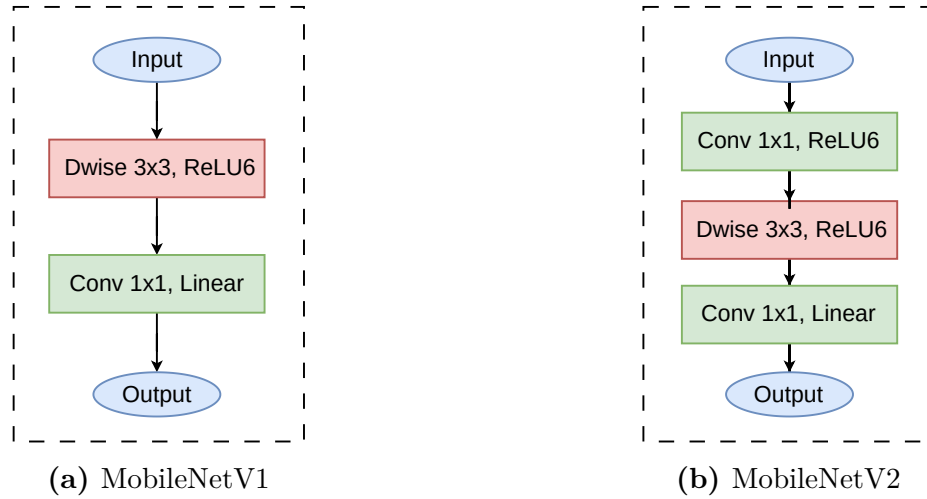 Input
Dwise 3x3, ReLU6
Conv 1x1, Linear
Output
(a) MobileNetV1
Input
Conv 1x1, ReLU6
Dwise 3x3, ReLU6
Conv 1x1, Linear
Output
(b) MobileNetV2